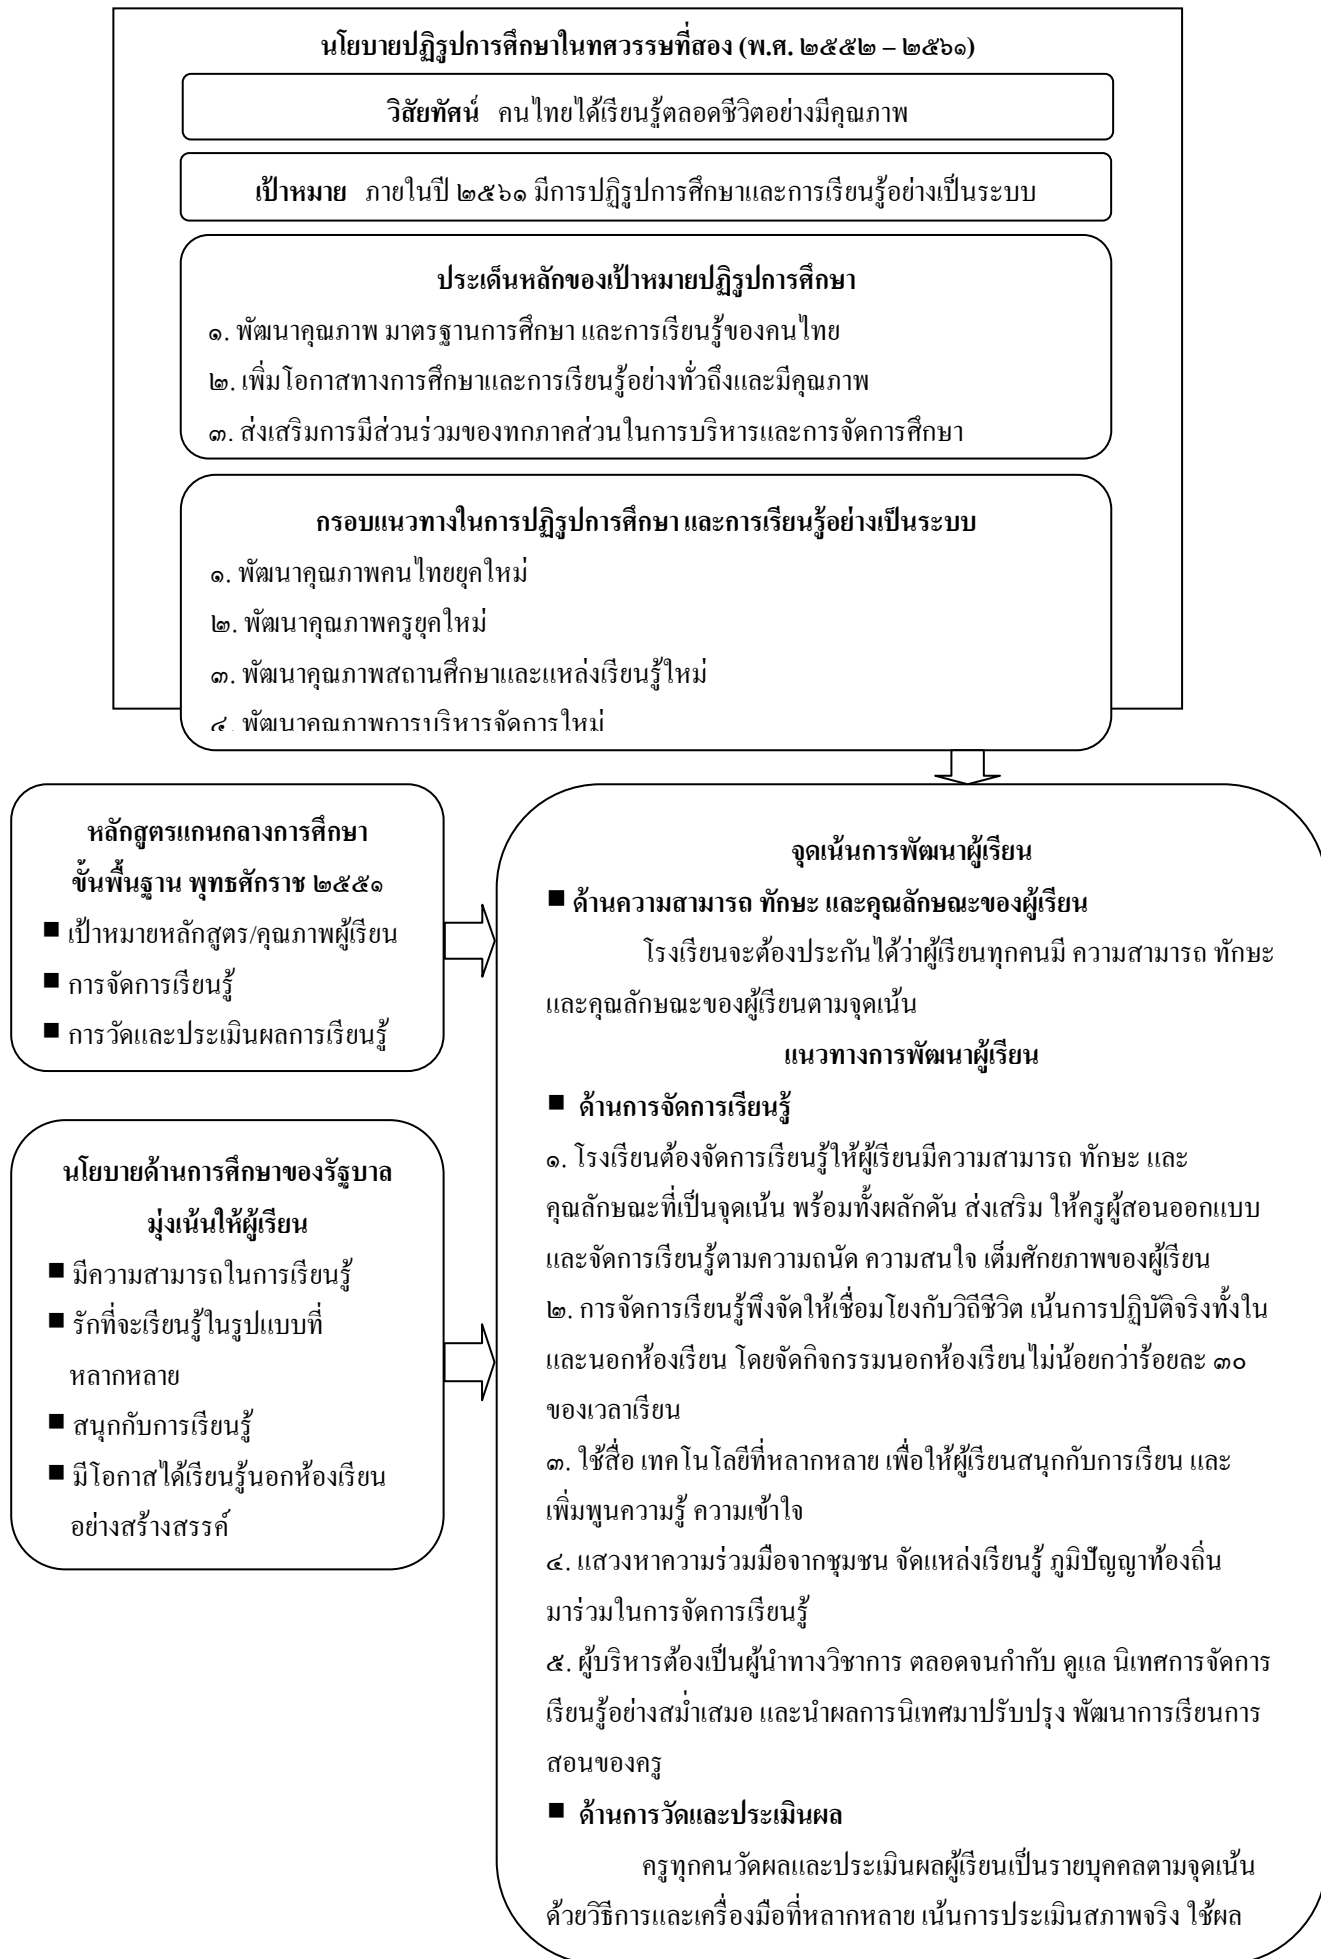 นโยบายปฏิรูปการศึกษาในทศวรรษที่สอง (พ.ศ. ๒๕๕๒ – ๒๕๖๑)
วิสัยทัศน์ คนไทยได้เรียนรู้ตลอดชีวิตอย่างมีคุณภาพ
เป้าหมาย ภายในปี ๒๕๖๑ มีการปฏิรูปการศึกษาและการเรียนรู้อย่างเป็นระบบ
ประเด็นหลักของเป้าหมายปฏิรูปการศึกษา
๑. พัฒนาคุณภาพ มาตรฐานการศึกษา และการเรียนรู้ของคนไทย
๒. เพิ่มโอกาสทางการศึกษาและการเรียนรู้อย่างทั่วถึงและมีคุณภาพ
๓. ส่งเสริมการมีส่วนร่วมของทุกภาคส่วนในการบริหารและการจัดการศึกษา
กรอบแนวทางในการปฏิรูปการศึกษา และการเรียนรู้อย่างเป็นระบบ
๑. พัฒนาคุณภาพคนไทยยุคใหม่
๒. พัฒนาคุณภาพครูยุคใหม่
๓. พัฒนาคุณภาพสถานศึกษาและแหล่งเรียนรู้ใหม่
๔. พัฒนาคุณภาพการบริหารจัดการใหม่
หลักสูตรแกนกลางการศึกษา
ขั้นพื้นฐาน พุทธศักราช ๒๕๕๑
■ เป้าหมายหลักสูตร/คุณภาพผู้เรียน
■ การจัดการเรียนรู้
■ การวัดและประเมินผลการเรียนรู้
นโยบายด้านการศึกษาของรัฐบาล
มุ่งเน้นให้ผู้เรียน
■ มีความสามารถในการเรียนรู้
■ รักที่จะเรียนรู้ในรูปแบบที่
หลากหลาย
■ สนุกกับการเรียนรู้
■ มีโอกาสได้เรียนรู้นอกห้องเรียน
อย่างสร้างสรรค์
จุดเน้นการพัฒนาผู้เรียน
■ ด้านความสามารถ ทักษะ และคุณลักษณะของผู้เรียน
โรงเรียนจะต้องประกันได้ว่าผู้เรียนทุกคนมี ความสามารถ ทักษะ
และคุณลักษณะของผู้เรียนตามจุดเน้น
แนวทางการพัฒนาผู้เรียน
■ ด้านการจัดการเรียนรู้
๑. โรงเรียนต้องจัดการเรียนรู้ให้ผู้เรียนมีความสามารถ ทักษะ และ
คุณลักษณะที่เป็นจุดเน้น พร้อมทั้งผลักดัน ส่งเสริม ให้ครูผู้สอนออกแบบ
และจัดการเรียนรู้ตามความถนัด ความสนใจ เต็มศักยภาพของผู้เรียน
๒. การจัดการเรียนรู้พึงจัดให้เชื่อมโยงกับวิถีชีวิต เน้นการปฏิบัติจริงทั้งใน
และนอกห้องเรียน โดยจัดกิจกรรมนอกห้องเรียนไม่น้อยกว่าร้อยละ ๓๐
ของเวลาเรียน
๓. ใช้สื่อ เทคโนโลยีที่หลากหลาย เพื่อให้ผู้เรียนสนุกกับการเรียน และ
เพิ่มพูนความรู้ ความเข้าใจ
๔. แสวงหาความร่วมมือจากชุมชน จัดแหล่งเรียนรู้ ภูมิปัญญาท้องถิ่น
มาร่วมในการจัดการเรียนรู้
๕. ผู้บริหารต้องเป็นผู้นำทางวิชาการ ตลอดจนกำกับ ดูแล นิเทศการจัดการ
เรียนรู้อย่างสม่ำเสมอ และนำผลการนิเทศมาปรับปรุง พัฒนาการเรียนการ
สอนของครู
■ ด้านการวัดและประเมินผล
ครูทุกคนวัดผลและประเมินผลผู้เรียนเป็นรายบุคคลตามจุดเน้น
ด้วยวิธีการและเครื่องมือที่หลากหลาย เน้นการประเมินสภาพจริง ใช้ผล